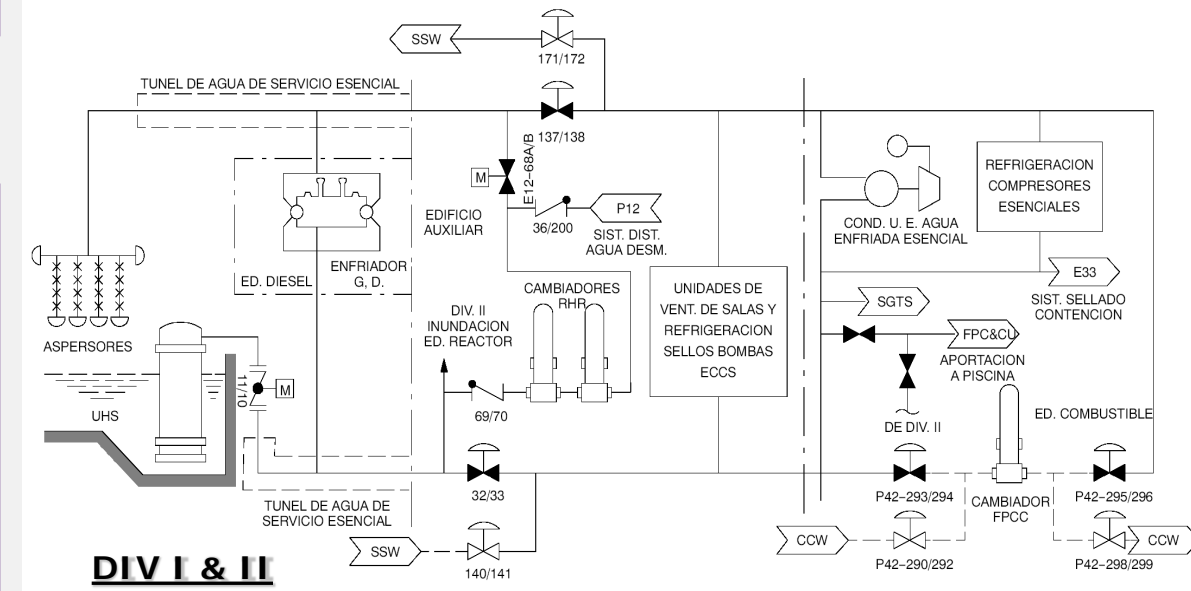 SSW
171/172
TUNEL DE AGUA DE SERVICIO ESENCIAL
137/138
E12-68A/B
M
P12
36/200
SIST. DIST.
AGUA DESM.
EDIFICIO
AUXILIAR
ED. DIESEL
ENFRIADOR
G, D.
CAMBIADORES
RHR
DIV. II
INUNDACION
ED. REACTOR
69/70
UNIDADES DE
VENT. DE SALAS Y
REFRIGERACION
SELLOS BOMBAS
ECCS
COND. U. E. AGUA
ENFRIADA ESENCIAL
REFRIGERACION
COMPRESORES
ESENCIALES
E33
SIST. SELLADO
CONTENCION
SGTS
FPC&CU
APORTACION
A PISCINA
DE DIV. II
ED. COMBUSTIBLE
ASPERSORES
UHS
11/10
M
32/33
TUNEL DE AGUA DE
SERVICIO ESENCIAL
SSW
140/141
P42-293/294
CAMBIADOR
FPCC
P42-295/296
CCW
P42-290/292
CCW
P42-298/299
DIV I & II